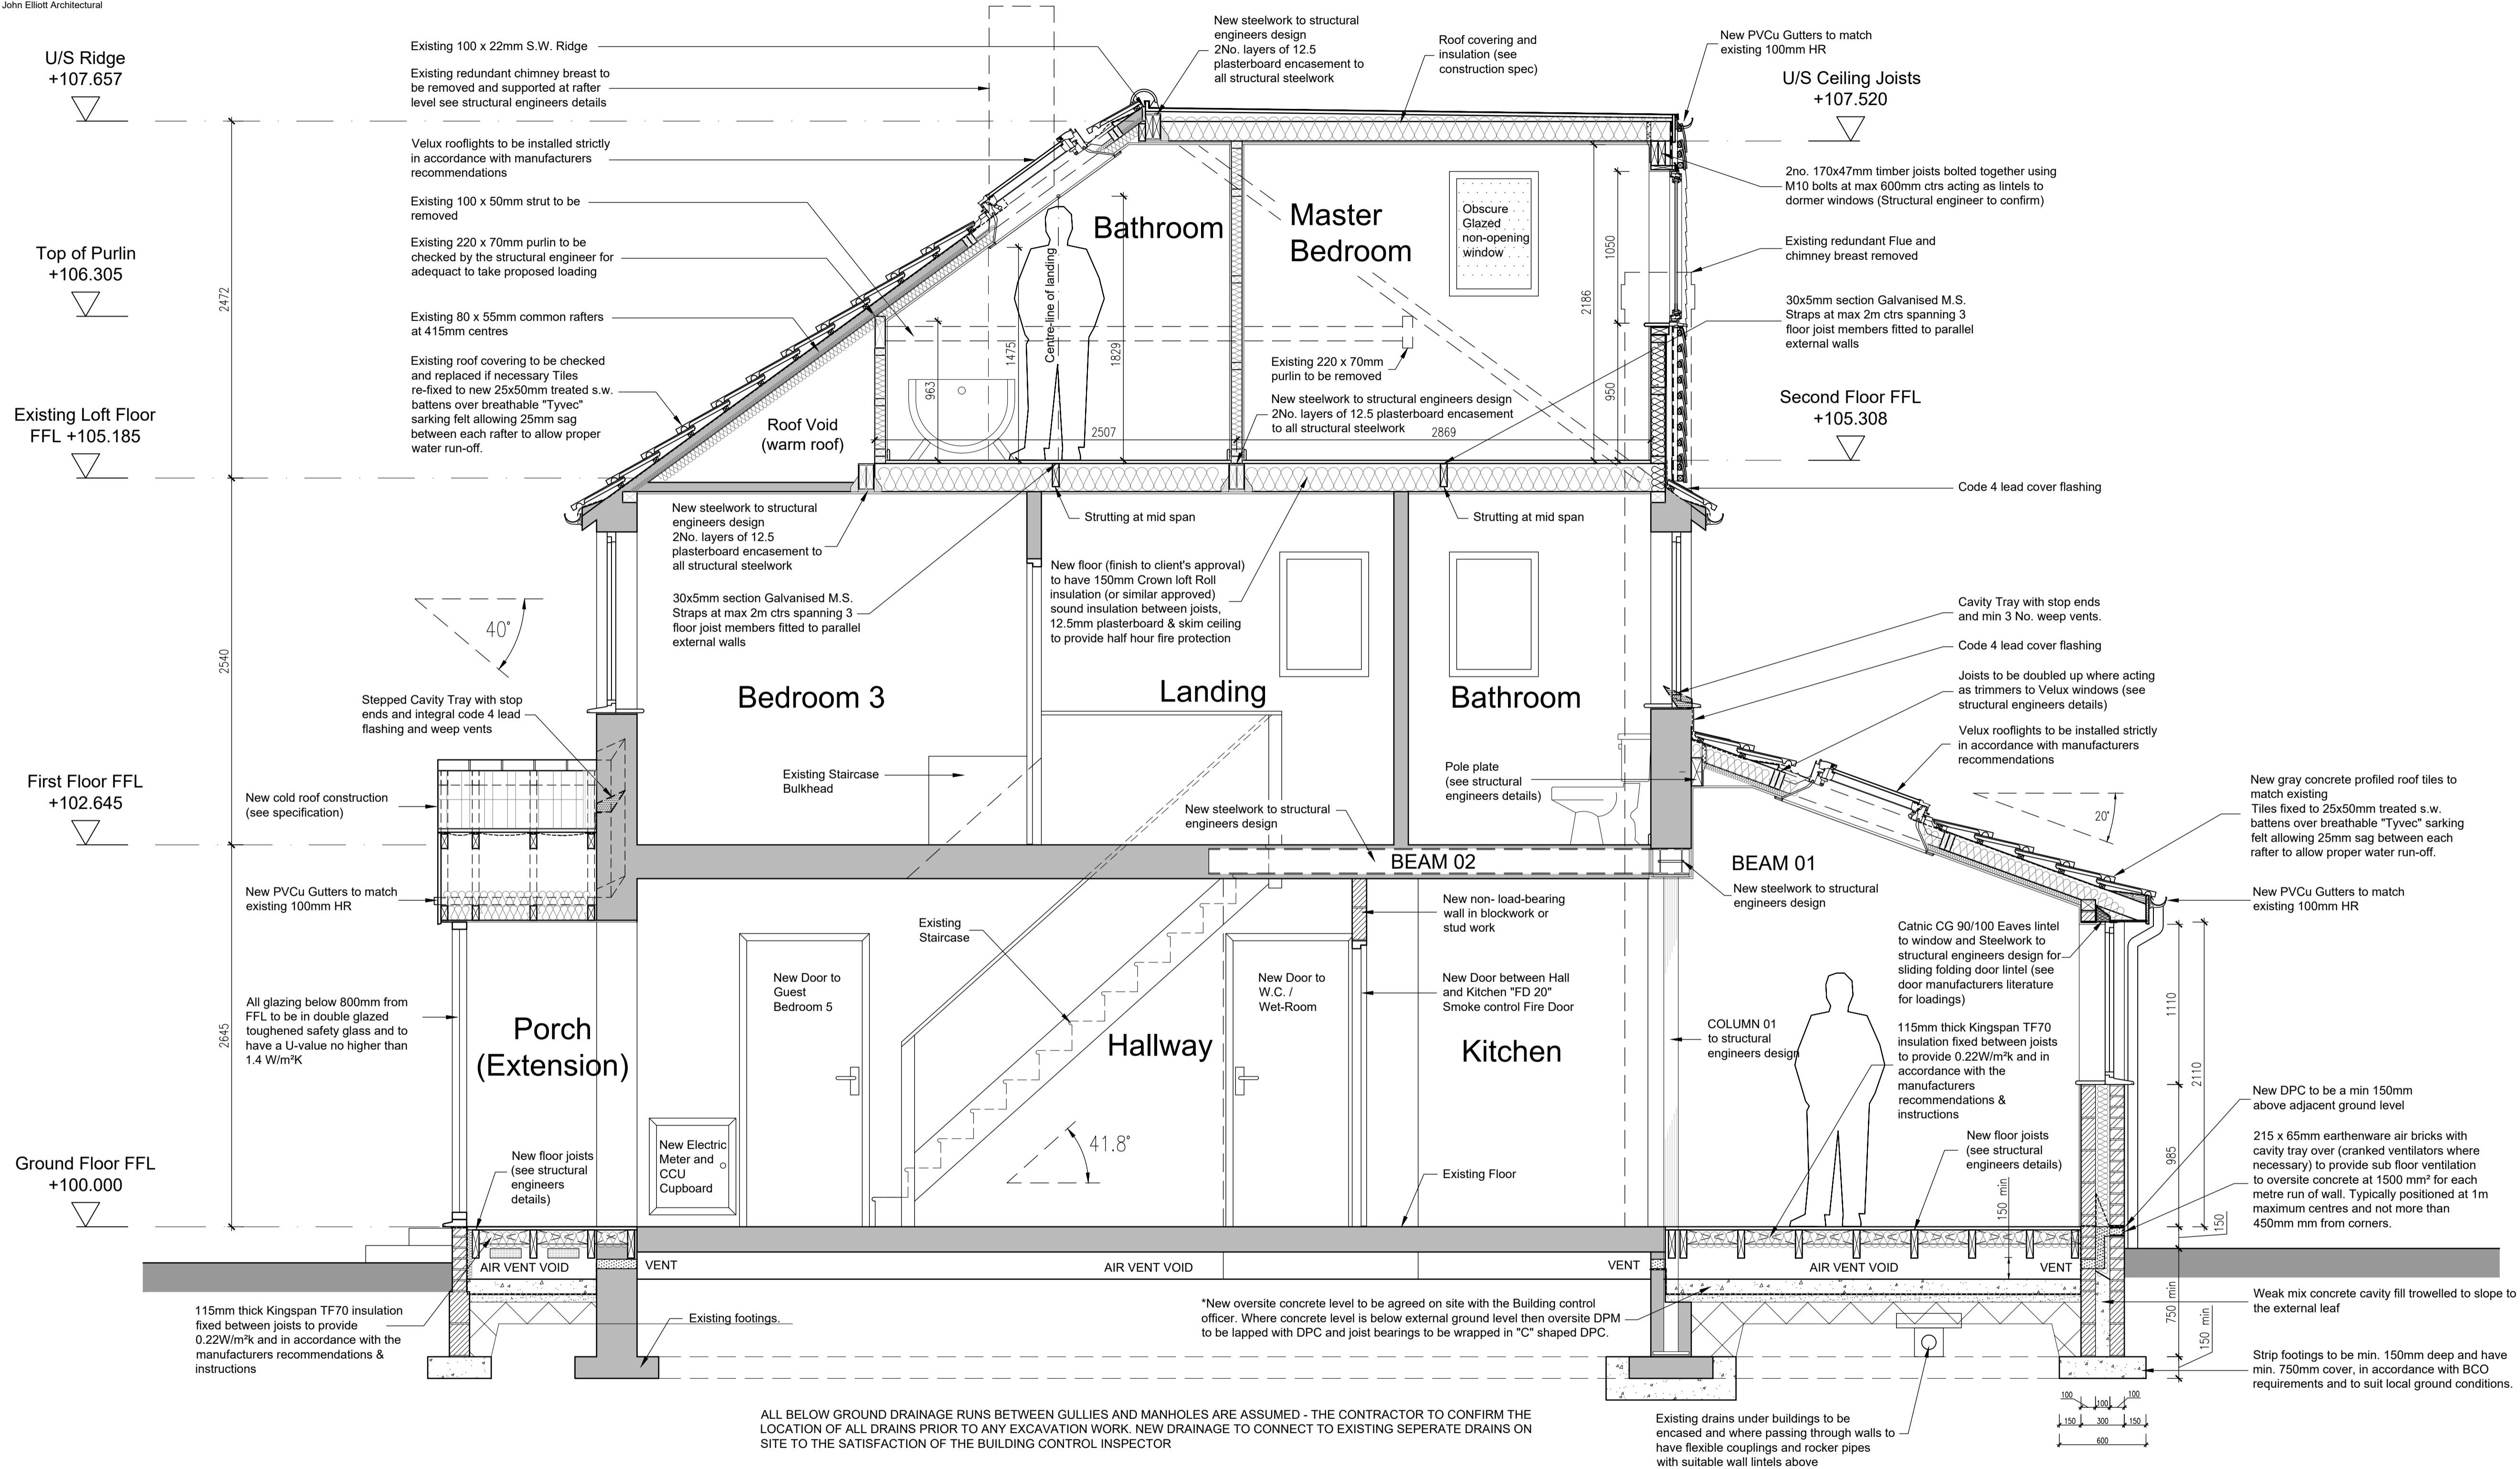 John Elliott Architectural
U/S Ridge
+107.657
Top of Purlin
+106.305
Existing Loft Floor
FFL +105.185
First Floor FFL
+102.645
Ground Floor FFL
+100.000
2472
2540
2645
Existing 100 x 22mm S.W. Ridge
Existing redundant chimney breast to
be removed and supported at rafter
level see structural engineers details
Velux rooflights to be installed strictly
in accordance with manufacturers
recommendations
Existing 100 x 50mm strut to be
removed
Existing 220 x 70mm purlin to be
checked by the structural engineer for
adequact to take proposed loading
Existing 80 x 55mm common rafters
at 415mm centres
Existing roof covering to be checked
and replaced if necessary Tiles
re-fixed to new 25x50mm treated s.w.
battens over breathable "Tyvec"
sarking felt allowing 25mm sag
between each rafter to allow proper
water run-off.
New steelwork to structural
engineers design
2No. layers of 12.5
plasterboard encasement to
all structural steelwork
Roof covering and
insulation (see
construction spec)
New PVCu Gutters to match
existing 100mm HR
U/S Ceiling Joists
+107.520
2no. 170x47mm timber joists bolted together using
M10 bolts at max 600mm ctrs acting as lintels to
dormer windows (Structural engineer to confirm)
Existing redundant Flue and
chimney breast removed
30x5mm section Galvanised M.S.
Straps at max 2m ctrs spanning 3
floor joist members fitted to parallel
external walls
Second Floor FFL
+105.308
Code 4 lead cover flashing
Bathroom
Master
Bedroom
Obscure
Glazed
non-opening
window
Centre-line of landing
963
1475
1829
2186
1050
950
2507
2869
Existing 220 x 70mm
purlin to be removed
New steelwork to structural engineers design
2No. layers of 12.5 plasterboard encasement
to all structural steelwork
Roof Void
(warm roof)
New steelwork to structural
engineers design
2No. layers of 12.5
plasterboard encasement to
all structural steelwork
Strutting at mid span
Strutting at mid span
30x5mm section Galvanised M.S.
Straps at max 2m ctrs spanning 3
floor joist members fitted to parallel
external walls
New floor (finish to client's approval)
to have 150mm Crown loft Roll
insulation (or similar approved)
sound insulation between joists,
12.5mm plasterboard & skim ceiling
to provide half hour fire protection
40°
Bedroom 3
Landing
Bathroom
Stepped Cavity Tray with stop
ends and integral code 4 lead
flashing and weep vents
Existing Staircase
Bulkhead
New cold roof construction
(see specification)
New PVCu Gutters to match
existing 100mm HR
Pole plate
(see structural
engineers details)
New steelwork to structural
engineers design
BEAM 02
BEAM 01
New steelwork to structural
engineers design
Cavity Tray with stop ends
and min 3 No. weep vents.
Code 4 lead cover flashing
Joists to be doubled up where acting
as trimmers to Velux windows (see
structural engineers details)
Velux rooflights to be installed strictly
in accordance with manufacturers
recommendations
20°
New gray concrete profiled roof tiles to
match existing
Tiles fixed to 25x50mm treated s.w.
battens over breathable "Tyvec" sarking
felt allowing 25mm sag between each
rafter to allow proper water run-off.
New PVCu Gutters to match
existing 100mm HR
All glazing below 800mm from
FFL to be in double glazed
toughened safety glass and to
have a U-value no higher than
1.4 W/m²K
Porch
(Extension)
New Door to
Guest
Bedroom 5
Existing
Staircase
New Electric
Meter and
CCU
Cupboard
Hallway
41.8°
New Door to
W.C. /
Wet-Room
New non- load-bearing
wall in blockwork or
stud work
New Door between Hall
and Kitchen "FD 20"
Smoke control Fire Door
Kitchen
Existing Floor
COLUMN 01
to structural
engineers design
Catnic CG 90/100 Eaves lintel
to window and Steelwork to
structural engineers design for
sliding folding door lintel (see
door manufacturers literature
for loadings)
115mm thick Kingspan TF70
insulation fixed between joists
to provide 0.22W/m²k and in
accordance with the
manufacturers
recommendations &
instructions
New floor joists
(see structural
engineers details)
150 min
1110
2110
985
150
750 min
150 min
New DPC to be a min 150mm
above adjacent ground level
215 x 65mm earthenware air bricks with
cavity tray over (cranked ventilators where
necessary) to provide sub floor ventilation
to oversite concrete at 1500 mm² for each
metre run of wall. Typically positioned at 1m
maximum centres and not more than
450mm mm from corners.
Weak mix concrete cavity fill trowelled to slope to
the external leaf
Strip footings to be min. 150mm deep and have
min. 750mm cover, in accordance with BCO
requirements and to suit local ground conditions.
New floor joists
(see structural
engineers
details)
AIR VENT VOID
VENT
AIR VENT VOID
VENT
AIR VENT VOID
VENT
115mm thick Kingspan TF70 insulation
fixed between joists to provide
0.22W/m²k and in accordance with the
manufacturers recommendations &
instructions
Existing footings.
*New oversite concrete level to be agreed on site with the Building control
officer. Where concrete level is below external ground level then oversite DPM
to be lapped with DPC and joist bearings to be wrapped in "C" shaped DPC.
100
100
100
150
300
150
600
ALL BELOW GROUND DRAINAGE RUNS BETWEEN GULLIES AND MANHOLES ARE ASSUMED - THE CONTRACTOR TO CONFIRM THE
LOCATION OF ALL DRAINS PRIOR TO ANY EXCAVATION WORK. NEW DRAINAGE TO CONNECT TO EXISTING SEPERATE DRAINS ON
SITE TO THE SATISFACTION OF THE BUILDING CONTROL INSPECTOR
Existing drains under buildings to be
encased and where passing through walls to
have flexible couplings and rocker pipes
with suitable wall lintels above